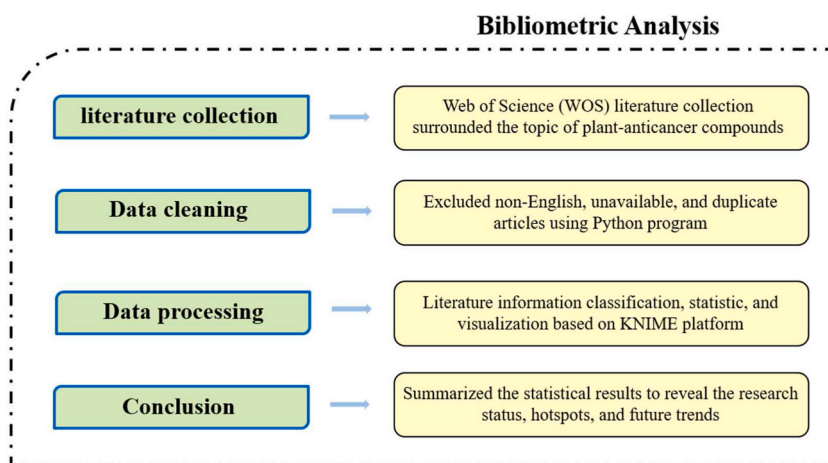 Bibliometric Analysis
literature collection
Web of Science (WOS) literature collection
surrounded the topic of plant-anticancer compounds
Data cleaning
Excluded non-English, unavailable, and duplicate
articles using Python program
Data processing
Literature information classification, statistic, and
visualization based on KNIME platform
Conclusion
Summarized the statistical results to reveal the research
status, hotspots, and future trends